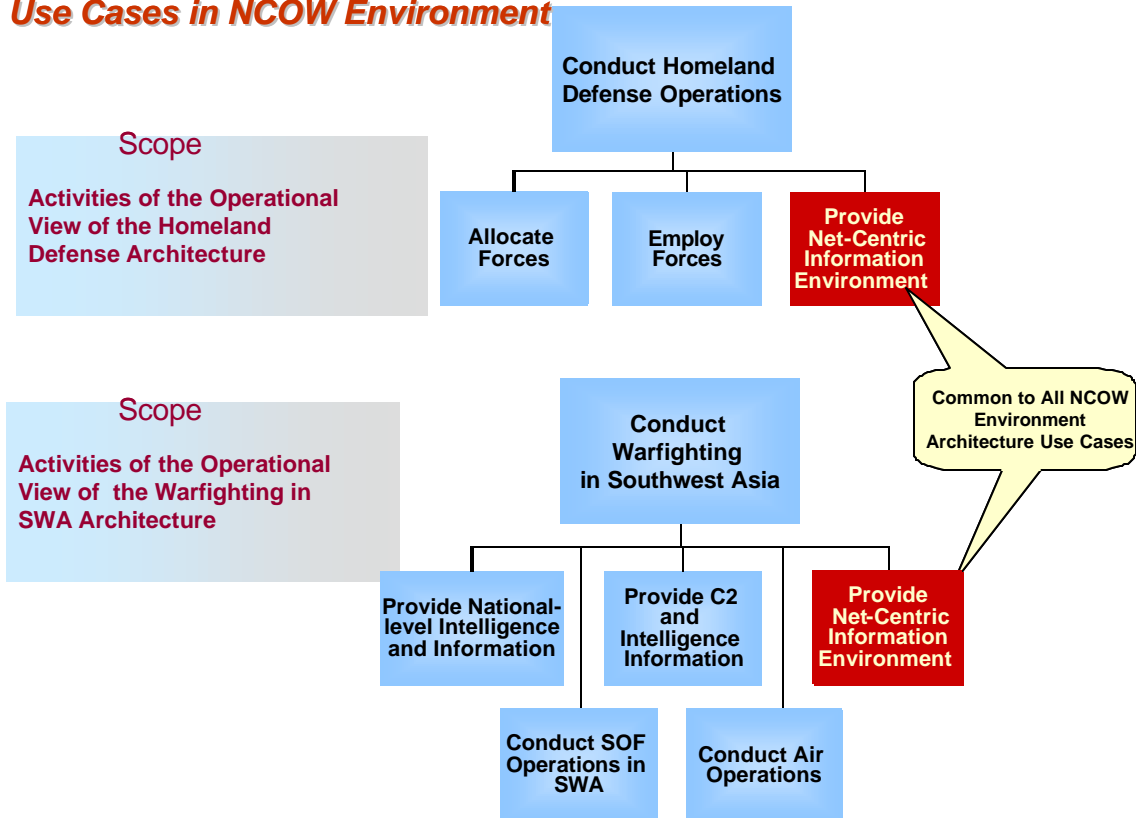 Use Cases in NCOW Environment
Conduct Homeland
Defense Operations
Scope
Activities of the Operational
View of the Homeland
Defense Architecture
Allocate
Forces
Employ
Forces
Provide
Net-Centric
Information
Environment
Common to All NCOW
Environment
Architecture Use Cases
Scope
Activities of the Operational
View of the Warfighting in
SWA Architecture
Conduct
Warfighting
in Southwest Asia
Provide National-
level Intelligence
and Information
Provide C2
and
Intelligence
Information
Provide
Net-Centric
Information
Environment
Conduct SOF
Operations in
SWA
Conduct Air
Operations